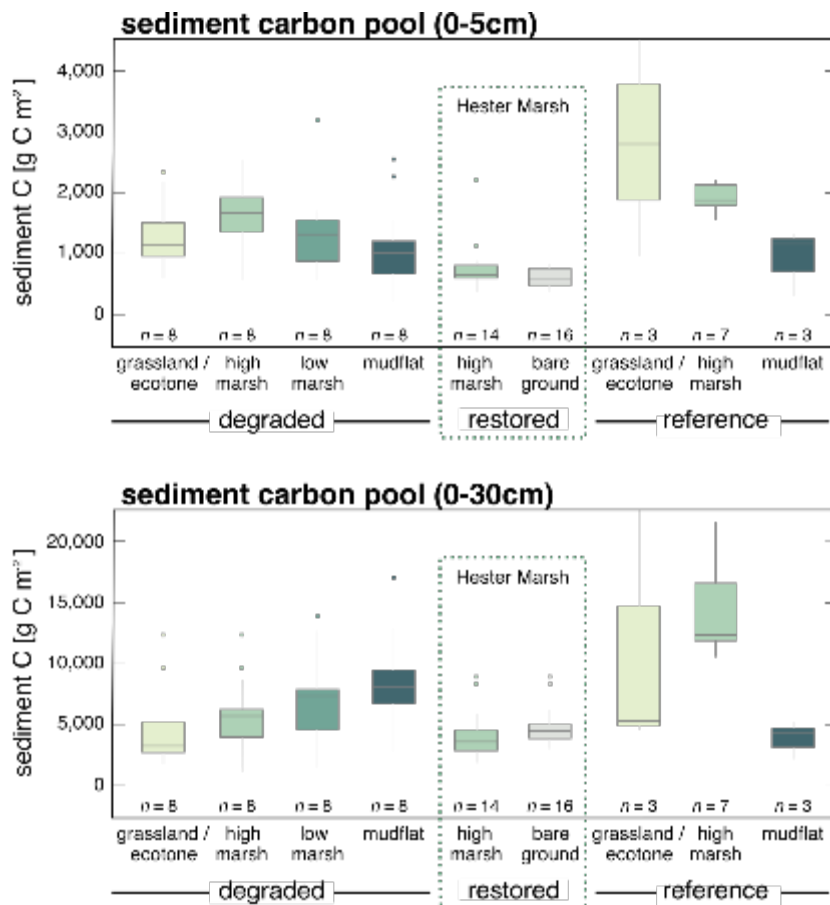 sediment carbon pool (0-5cm)
sediment C [g C m⁻²]
4,000
3,000
2,000
1,000
0
Hester Marsh
n = 8 n = 8 n = 8 n = 8 n = 14 n = 16 n = 3 n = 7 n = 3
grassland / high low mudflat high bare grassland / high mudflat
ecotone marsh marsh marsh ground ecotone marsh
degraded restored reference
sediment carbon pool (0-30cm)
sediment C [g C m⁻²]
20,000
15,000
10,000
5,000
0
Hester Marsh
n = 8 n = 8 n = 8 n = 8 n = 14 n = 16 n = 3 n = 7 n = 3
grassland / high low mudflat high bare grassland / high mudflat
ecotone marsh marsh marsh ground ecotone marsh
degraded restored reference